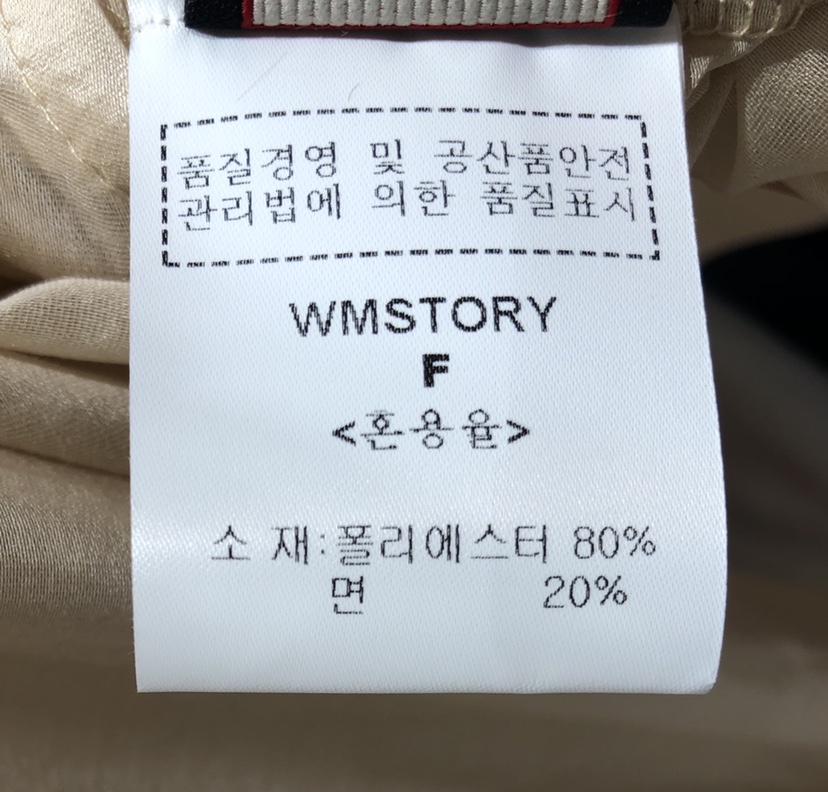 품질경영 및 공산품안전
관리법에 의한 품질표시
WMSTORY
F
<혼용율>
소 재:폴리에스터 80%
면 20%